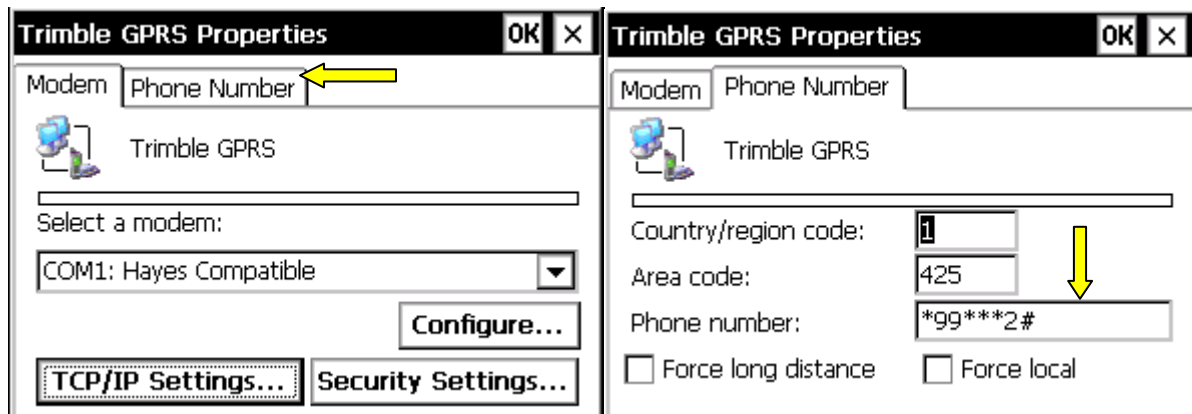 Trimble GPRS Properties OK ×
Modem Phone Number
Trimble GPRS
Select a modem:
COM1: Hayes Compatible
Configure...
TCP/IP Settings... Security Settings...
Trimble GPRS Properties OK ×
Modem Phone Number
Trimble GPRS
Country/region code: 1
Area code: 425
Phone number: *99***2#
Force long distance Force local